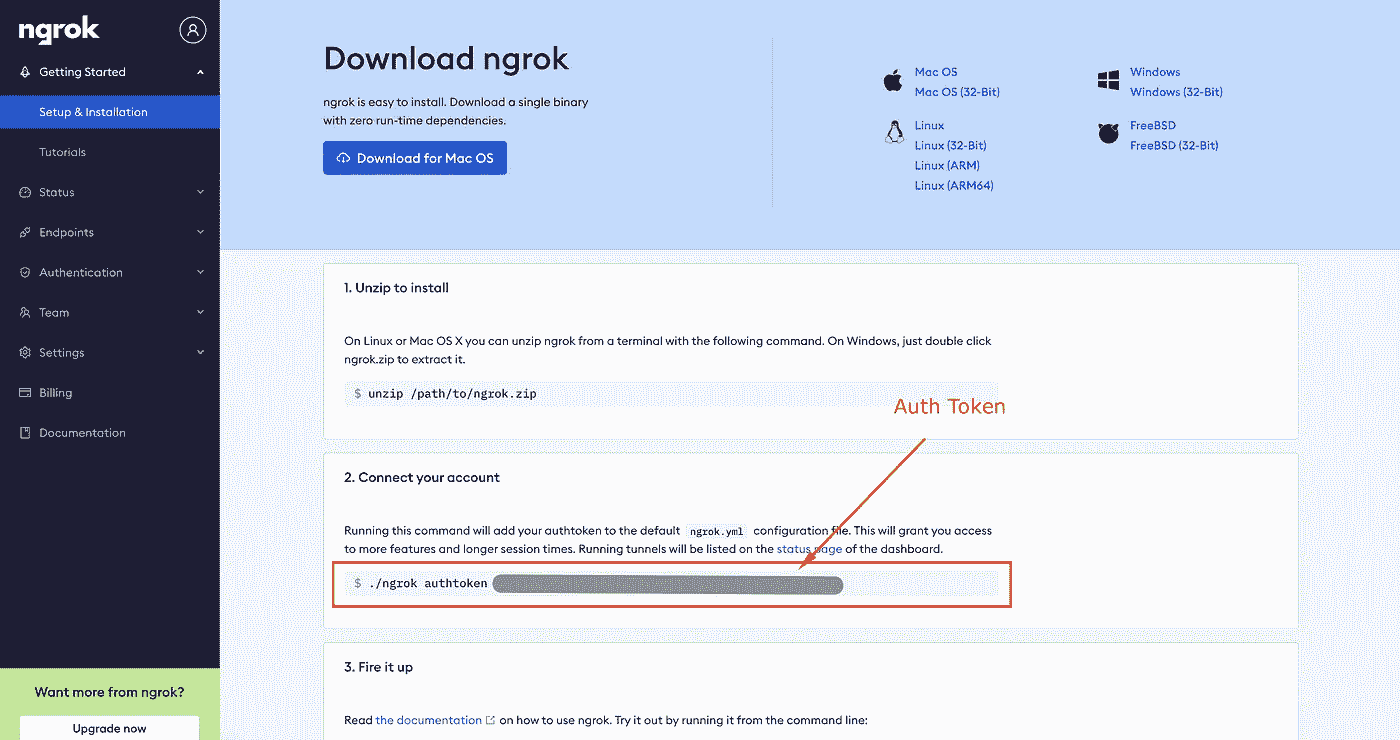 ngrok
Getting Started
Setup & Installation
Tutorials
Status
Endpoints
Authentication
Team
Settings
Billing
Documentation
Want more from ngrok?
Upgrade now
Download ngrok
ngrok is easy to install. Download a single binary
with zero run-time dependencies.
Download for Mac OS
Mac OS
Mac OS (32-Bit)
Linux
Linux (32-Bit)
Linux (ARM)
Linux (ARM64)
Windows
Windows (32-Bit)
FreeBSD
FreeBSD (32-Bit)
1. Unzip to install
On Linux or Mac OS X you can unzip ngrok from a terminal with the following command. On Windows, just double click
ngrok.zip to extract it.
$ unzip /path/to/ngrok.zip
Auth Token
2. Connect your account
Running this command will add your authtoken to the default ngrok.yml configuration file. This will grant you access
to more features and longer session times. Running tunnels will be listed on the status page of the dashboard.
$ ./ngrok authtoken
3. Fire it up
Read the documentation on how to use ngrok. Try it out by running it from the command line: